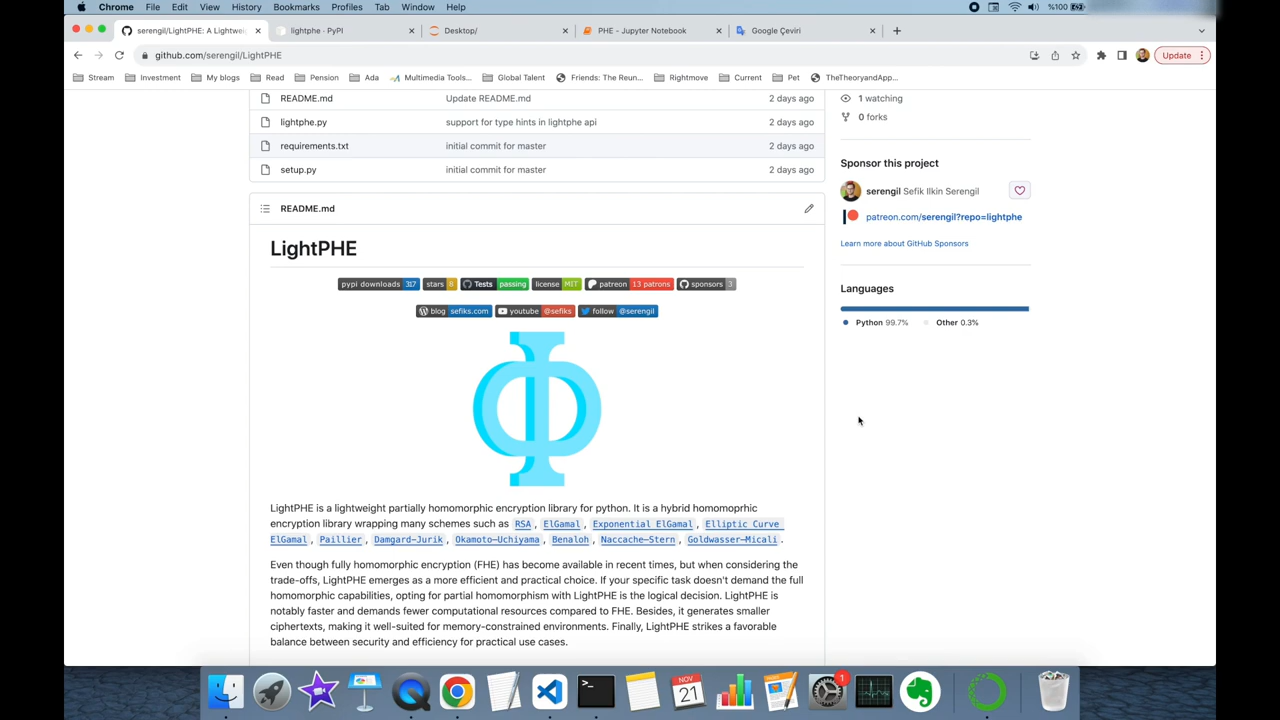 Chrome File Edit View History Bookmarks Profiles Tab Window Help %100
serengil/LightPHE: A Lightwei lightphe · PyPI Desktop/ PHE - Jupyter Notebook Google Çeviri
github.com/serengil/LightPHE Update
Stream Investment My blogs Read Pension Ada Multimedia Tools... Global Talent Friends: The Reun... Rightmove Current Pet TheTheoryandApp...
README.md Update README.md 2 days ago
lightphe.py support for type hints in lightphe api 2 days ago
requirements.txt initial commit for master 2 days ago
setup.py initial commit for master 2 days ago
README.md
LightPHE
pypi downloads 317 stars 8 Tests passing license MIT patreon 13 patrons sponsors 3
blog sefiks.com youtube @sefiks follow @serengil
LightPHE is a lightweight partially homomorphic encryption library for python. It is a hybrid homomoprhic
encryption library wrapping many schemes such as RSA , ElGamal , Exponential ElGamal , Elliptic Curve
ElGamal , Paillier , Damgard-Jurik , Okamoto–Uchiyama , Benaloh , Naccache–Stern , Goldwasser–Micali .
Even though fully homomorphic encryption (FHE) has become available in recent times, but when considering the
trade-offs, LightPHE emerges as a more efficient and practical choice. If your specific task doesn't demand the full
homomorphic capabilities, opting for partial homomorphism with LightPHE is the logical decision. LightPHE is
notably faster and demands fewer computational resources compared to FHE. Besides, it generates smaller
ciphertexts, making it well-suited for memory-constrained environments. Finally, LightPHE strikes a favorable
balance between security and efficiency for practical use cases.
1 watching
0 forks
Sponsor this project
serengil Sefik Ilkin Serengil
patreon.com/serengil?repo=lightphe
Learn more about GitHub Sponsors
Languages
Python 99.7% Other 0.3%
NOV
21
1